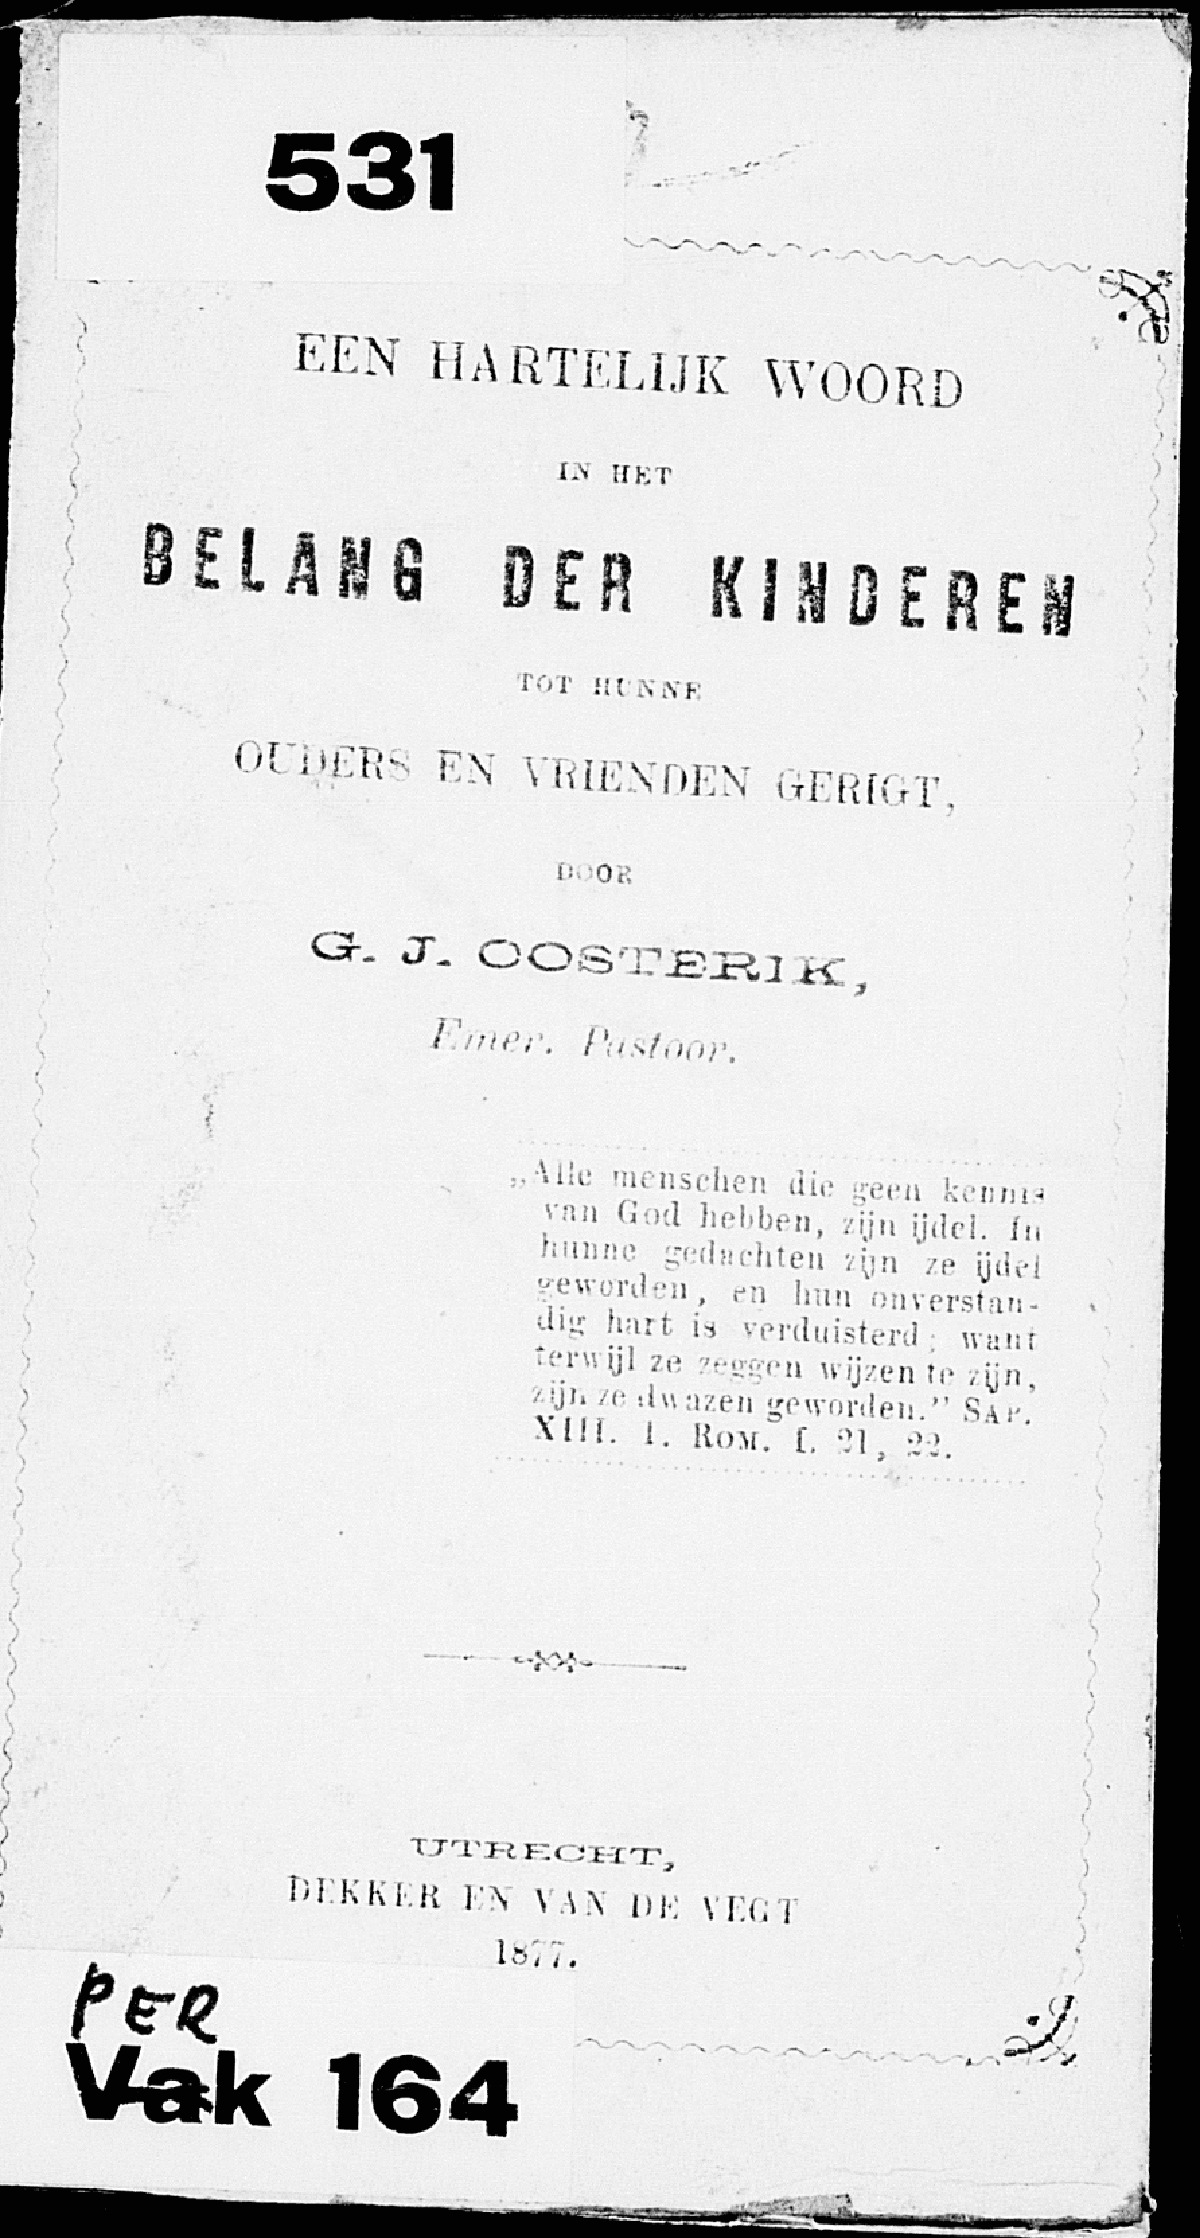 531
EEN HARTELIJK WOORD
IN HET
BELANG DER KINDEREN
TOT HUNNE
OUDERS EN VRIENDEN GERIGT,
DOOR
G. J. OOSTERIK,
Emer. Pastoor.
„Alle menschen die geen kennis
van God hebben, zijn ijdel. In
hunne gedachten zijn ze ijdel
geworden, en hun onverstan-
dig hart is verduisterd; want
terwijl ze zeggen wijzen te zijn,
zijn ze dwazen geworden.” SAP.
XIII. 1. ROM. I. 21, 22.
UTRECHT,
DEKKER EN VAN DE VEGT
1877.
PER
Vak 164